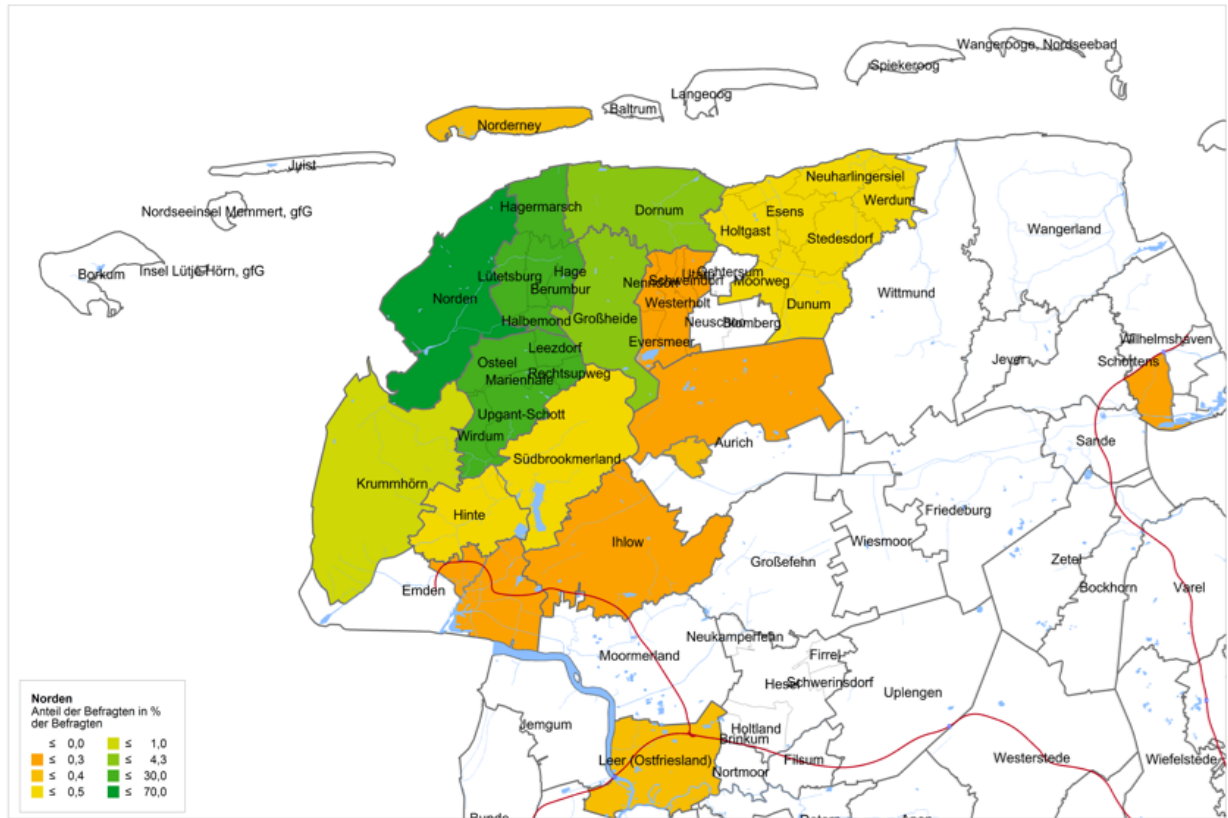 Wangerooge, Nordseebad
Spiekeroog
Langeoog
Baltrum
Norderney
Juist
Nordseeinsel Memmert, gfG
Borkum
Insel Lütje Hörn, gfG
Hagermarsch
Dornum
Neuharlingersiel
Werdum
Esens
Holtgast
Stedesdorf
Wangerland
Lütetsburg
Hage
Berumbur
Norden
Halbemond
Großheide
Nenndorf
Utarp
Schweindorf
Ochtersum
Moorweg
Westerholt
Dunum
Wittmund
Neuschoo
Blomberg
Eversmeer
Leezdorf
Osteel
Marienhafe
Rechtsupweg
Upgant-Schott
Wirdum
Jever
Wilhelmshaven
Schortens
Südbrookmerland
Aurich
Sande
Krummhörn
Hinte
Ihlow
Friedeburg
Wiesmoor
Großefehn
Zetel
Bockhorn
Varel
Emden
Neukamperfehn
Moormerland
Firrel
Schwerinsdorf
Hesel
Uplengen
Jemgum
Holtland
Brinkum
Leer (Ostfriesland)
Nortmoor
Filsum
Westerstede
Wiefelstede
Bunde
Norden
Anteil der Befragten in %
der Befragten
≤ 0,0 ≤ 1,0
≤ 0,3 ≤ 4,3
≤ 0,4 ≤ 30,0
≤ 0,5 ≤ 70,0